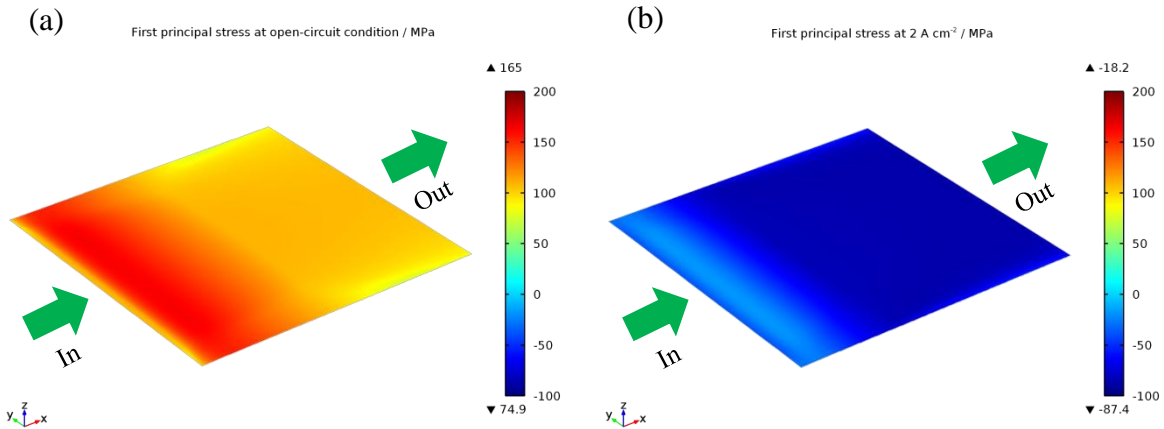 (a)
First principal stress at open-circuit condition / MPa
▲ 165
200
150
100
50
0
-50
-100
▼ 74.9
In
Out
y z x
(b)
First principal stress at 2 A cm⁻² / MPa
▲ -18.2
200
150
100
50
0
-50
-100
▼ -87.4
In
Out
y z x